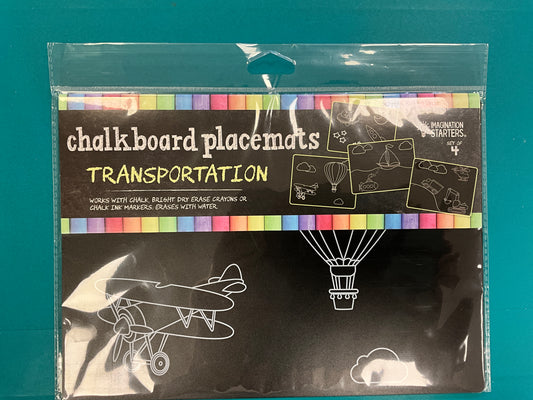 chalkboard placemats
TRANSPORTATION
WORKS WITH CHALK, BRIGHT DRY ERASE CRAYONS OR
CHALK INK MARKERS. ERASES WITH WATER.
IMAGINATION
STARTERS®
SET OF
4